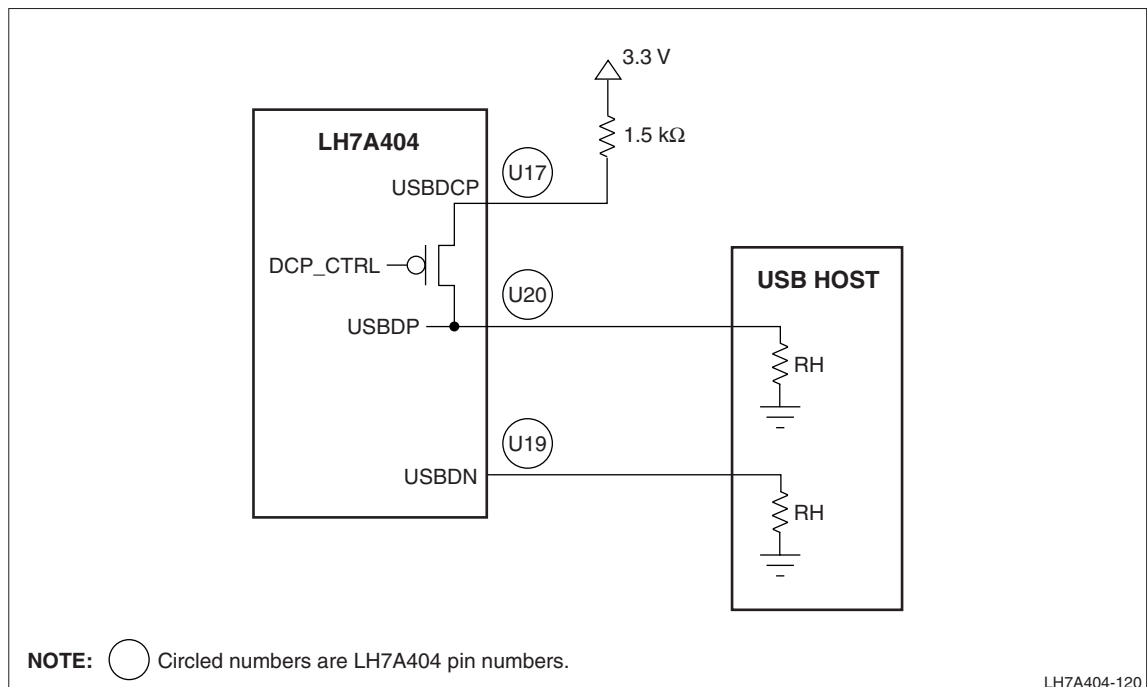 3.3 V
1.5 kΩ
LH7A404
U17
USBDCP
DCP_CTRL
USB HOST
U20
USBDP
RH
U19
USBDN
RH
NOTE: Circled numbers are LH7A404 pin numbers.
LH7A404-120